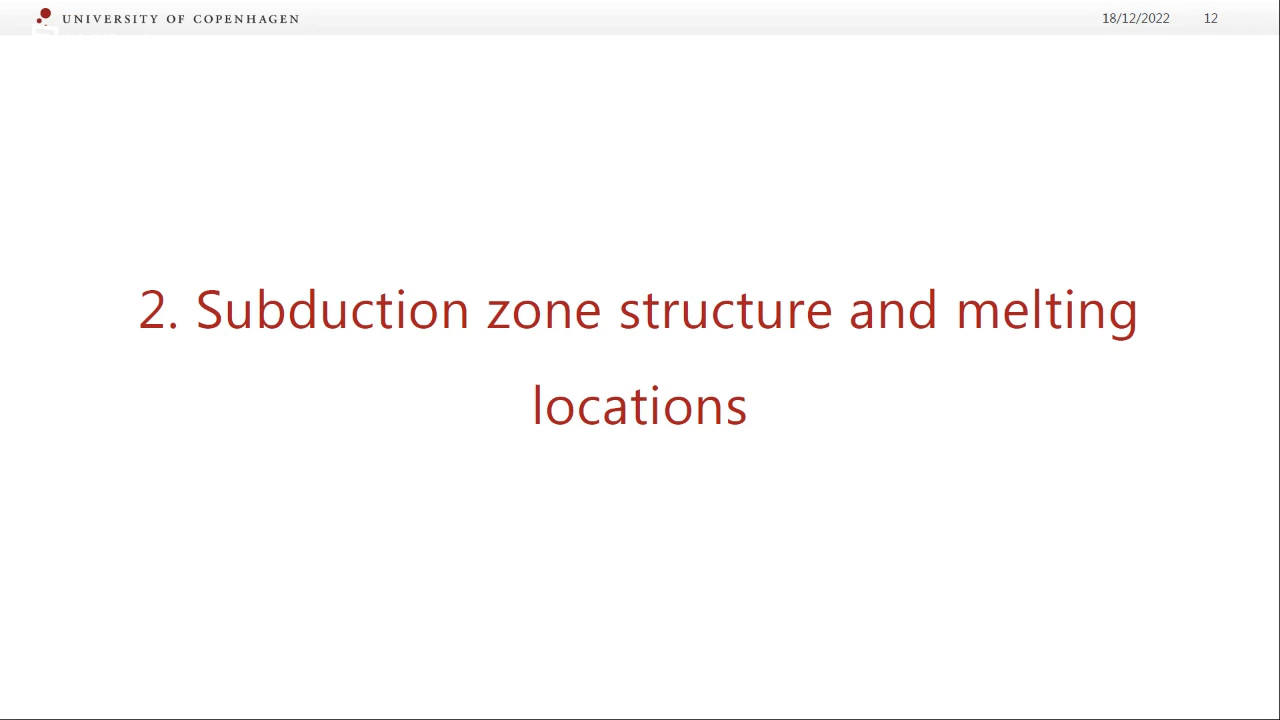 UNIVERSITY OF COPENHAGEN
18/12/2022 12
2. Subduction zone structure and melting
locations